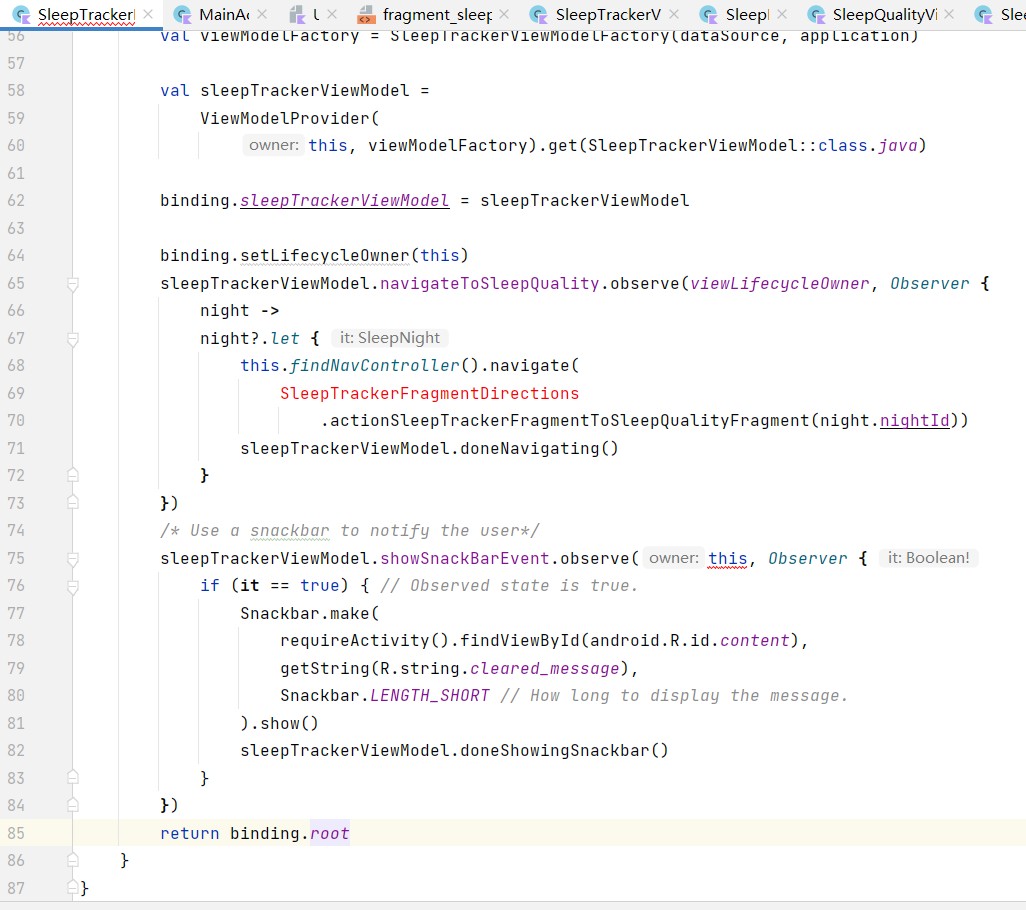 SleepTracker MainAc U fragment_sleep SleepTrackerV Sleep SleepQualityVi Slee
56 val viewModelFactory = SleepTrackerViewModelFactory(dataSource, application)
57
58 val sleepTrackerViewModel =
59 ViewModelProvider(
60 owner: this, viewModelFactory).get(SleepTrackerViewModel::class.java)
61
62 binding.sleepTrackerViewModel = sleepTrackerViewModel
63
64 binding.setLifecycleOwner(this)
65 sleepTrackerViewModel.navigateToSleepQuality.observe(viewLifecycleOwner, Observer {
66 night ->
67 night?.let { it: SleepNight
68 this.findNavController().navigate(
69 SleepTrackerFragmentDirections
70 .actionSleepTrackerFragmentToSleepQualityFragment(night.nightId))
71 sleepTrackerViewModel.doneNavigating()
72 }
73 })
74 /* Use a snackbar to notify the user*/
75 sleepTrackerViewModel.showSnackBarEvent.observe( owner: this, Observer { it: Boolean!
76 if (it == true) { // Observed state is true.
77 Snackbar.make(
78 requireActivity().findViewById(android.R.id.content),
79 getString(R.string.cleared_message),
80 Snackbar.LENGTH_SHORT // How long to display the message.
81 ).show()
82 sleepTrackerViewModel.doneShowingSnackbar()
83 }
84 })
85 return binding.root
86 }
87 }